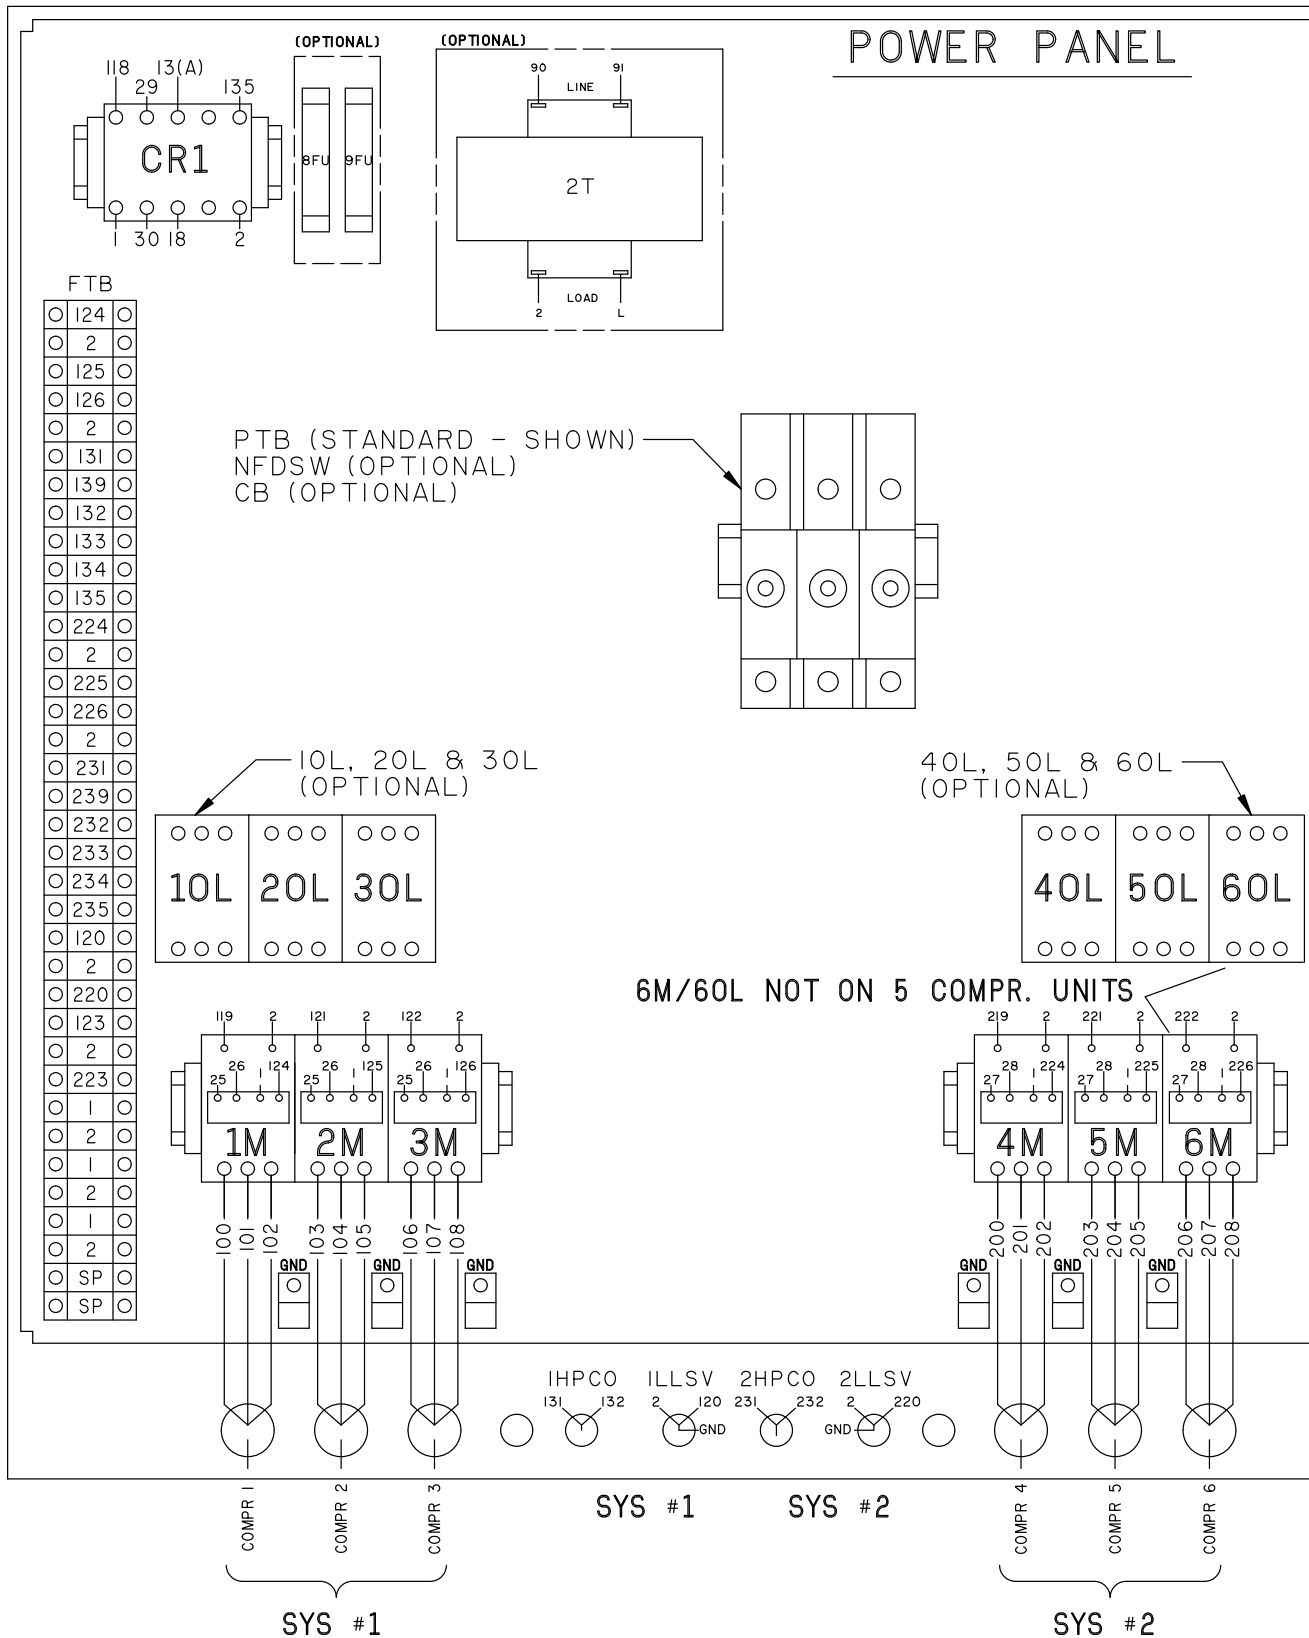 POWER PANEL
(OPTIONAL)
(OPTIONAL)
118 13(A)
29 135
CR1
1 30 18 2
8FU 9FU
90 91
LINE
2T
LOAD
2 L
FTB
124
2
125
126
2
131
139
132
133
134
135
224
2
225
226
2
231
239
232
233
234
235
120
2
220
123
2
223
1
2
1
2
1
2
SP
SP
PTB (STANDARD - SHOWN)
NFDSW (OPTIONAL)
CB (OPTIONAL)
1OL, 2OL & 3OL
(OPTIONAL)
4OL, 5OL & 6OL
(OPTIONAL)
1OL 2OL 3OL
4OL 5OL 6OL
6M/6OL NOT ON 5 COMPR. UNITS
119 2 121 2 122 2
25 26 1 124 25 26 1 125 25 26 1 126
1M 2M 3M
100 101 102 103 104 105 106 107 108
GND GND GND
219 2 221 2 222 2
27 28 1 224 27 28 1 225 27 28 1 226
4M 5M 6M
200 201 202 203 204 205 206 207 208
GND GND GND
1HPCO 1LLSV 2HPCO 2LLSV
131 132 2 120 231 232 2 220
GND GND
COMPR 1 COMPR 2 COMPR 3
SYS #1 SYS #2
COMPR 4 COMPR 5 COMPR 6
SYS #1 SYS #2